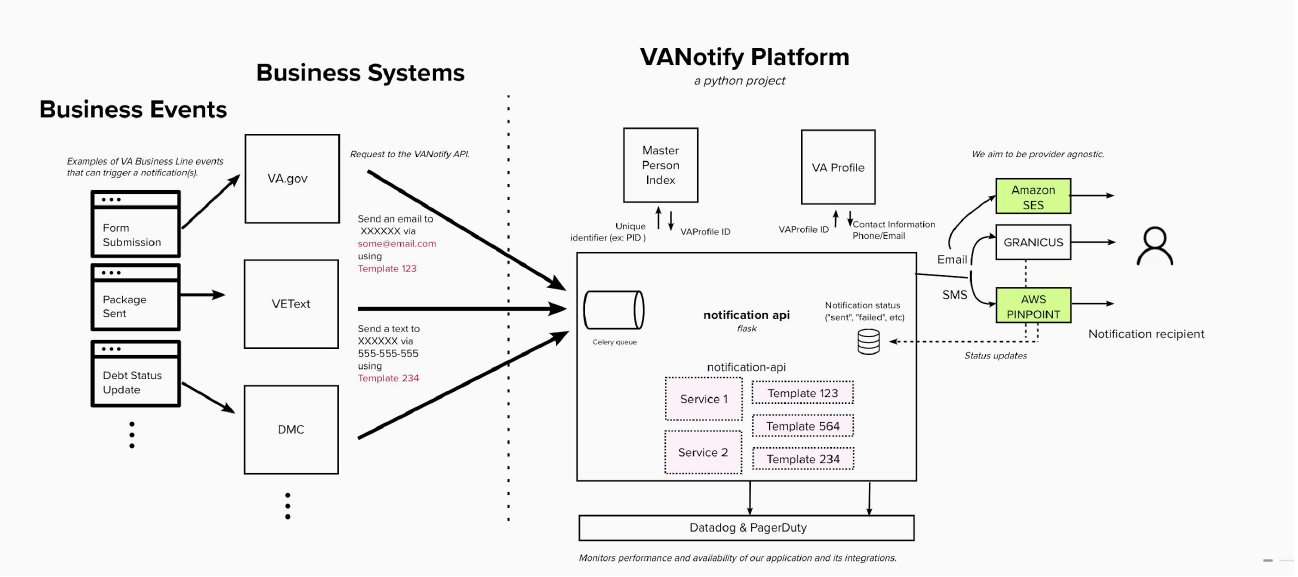 VANotify Platform
a python project
Business Systems
Business Events
Examples of VA Business Line events
that can trigger a notification(s).
Form
Submission
Package
Sent
Debt Status
Update
VA.gov
VEText
DMC
Request to the VANotify API.
Send an email to
XXXXXX via
some@email.com
using
Template 123
Send a text to
XXXXXX via
555-555-555
using
Template 234
Master
Person
Index
VA Profile
Unique
identifier (ex: PID )
VAProfile ID
VAProfile ID
Contact Information
Phone/Email
Celery queue
notification api
flask
Notification status
("sent", "failed", etc)
notification-api
Service 1
Service 2
Template 123
Template 564
Template 234
Datadog & PagerDuty
Monitors performance and availability of our application and its integrations.
We aim to be provider agnostic.
Amazon
SES
GRANICUS
AWS
PINPOINT
Email
SMS
Status updates
Notification recipient